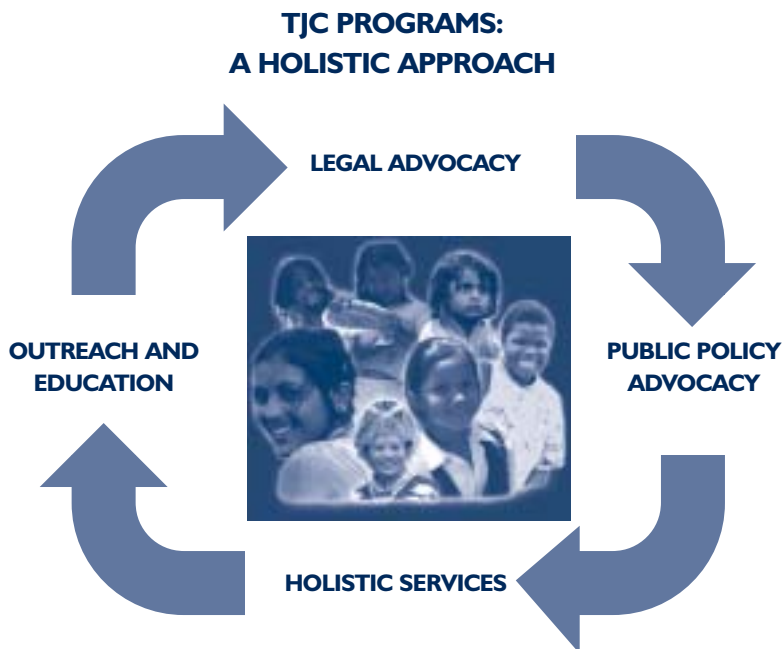 TJC PROGRAMS:
A HOLISTIC APPROACH
LEGAL ADVOCACY
PUBLIC POLICY
ADVOCACY
HOLISTIC SERVICES
OUTREACH AND
EDUCATION